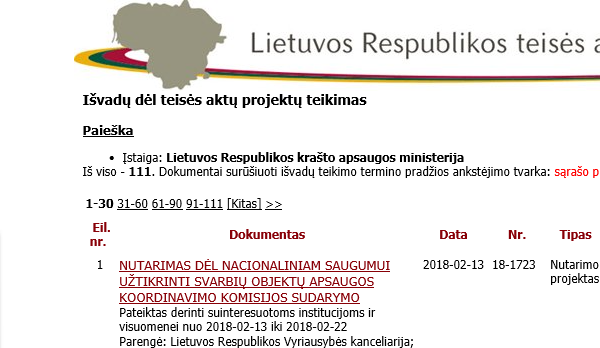 Lietuvos Respublikos teisės a
Išvadų dėl teisės aktų projektų teikimas
Paieška
• Įstaiga: Lietuvos Respublikos krašto apsaugos ministerija
Iš viso - 111. Dokumentai surūšiuoti išvadų teikimo termino pradžios ankstėjimo tvarka: sąrašo p
1-30 31-60 61-90 91-111 [Kitas] >>
Eil. nr. Dokumentas Data Nr. Tipas
1 NUTARIMAS DĖL NACIONALINIAM SAUGUMUI 2018-02-13 18-1723 Nutarimo
UŽTIKRINTI SVARBIŲ OBJEKTŲ APSAUGOS projektas
KOORDINAVIMO KOMISIJOS SUDARYMO
Pateiktas derinti suinteresuotoms institucijoms ir
visuomenei nuo 2018-02-13 iki 2018-02-22
Parengė: Lietuvos Respublikos Vyriausybės kanceliarija;